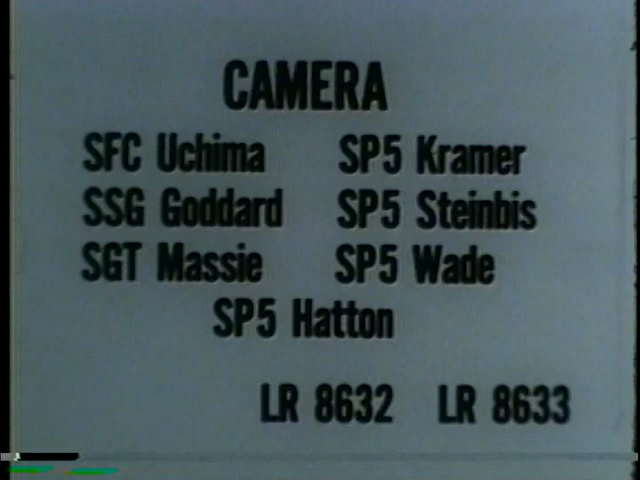 CAMERA
SFC Uchima SP5 Kramer
SSG Goddard SP5 Steinbis
SGT Massie SP5 Wade
SP5 Hatton
LR 8632 LR 8633